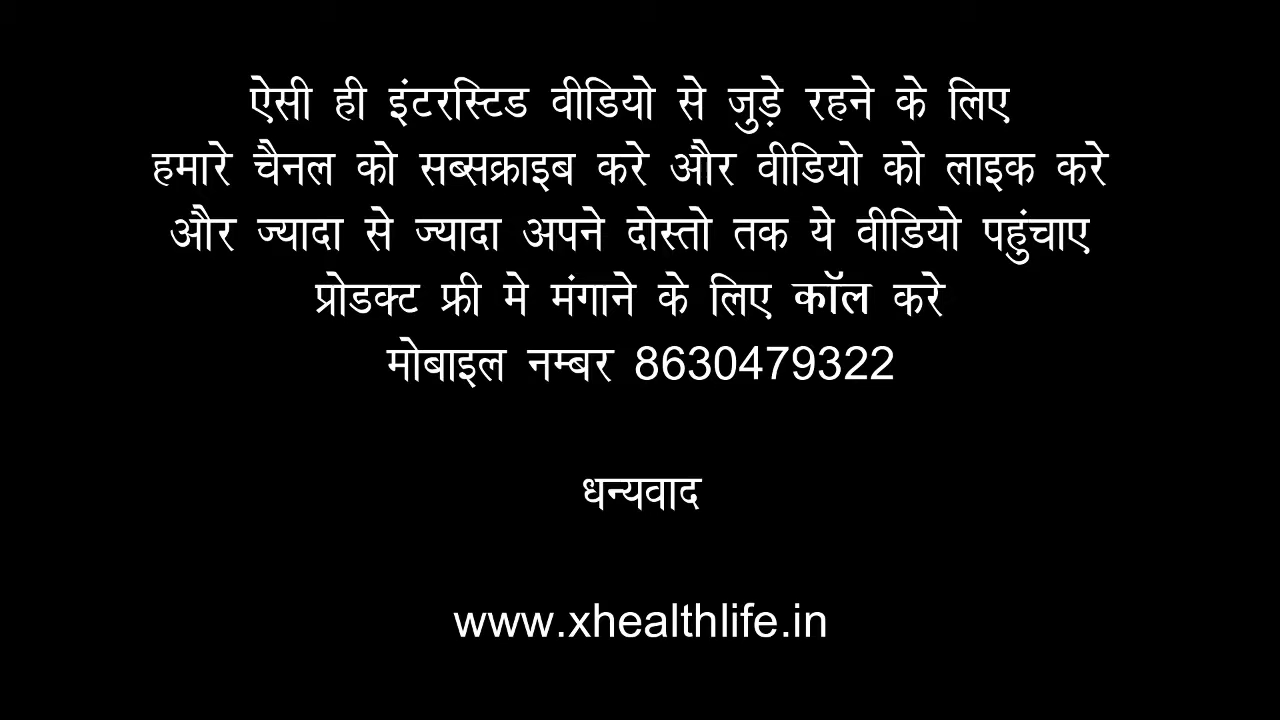 ऐसी ही इंटरस्टिड वीडियो से जुड़े रहने के लिए
हमारे चैनल को सब्सक्राइब करे और वीडियो को लाइक करे
और ज्यादा से ज्यादा अपने दोस्तो तक ये वीडियो पहुंचाए
प्रोडक्ट फ्री मे मंगाने के लिए कॉल करे
मोबाइल नम्बर 8630479322
धन्यवाद
www.xhealthlife.in